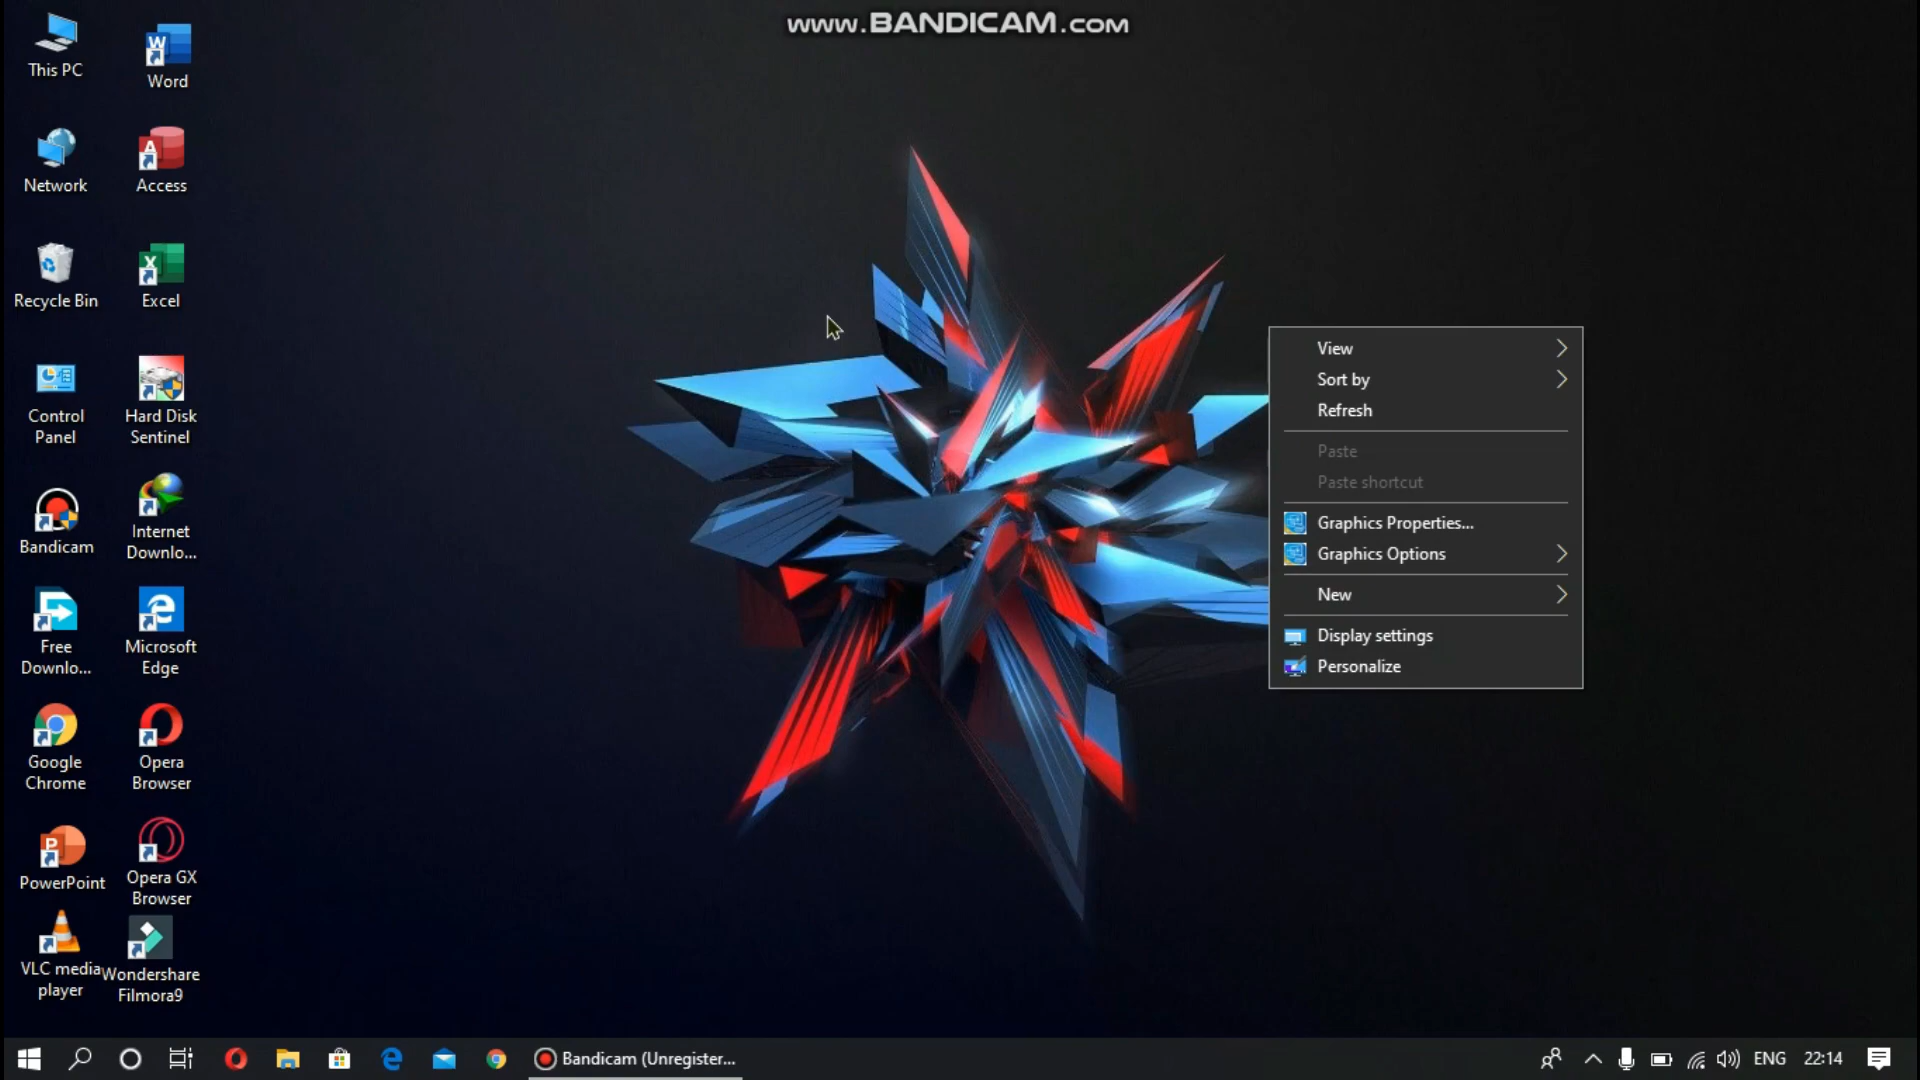 www.BANDICAM.COM
This PC
Word
Network
Access
Recycle Bin
Excel
Control
Panel
Hard Disk
Sentinel
Bandicam
Internet
Downlo...
Free
Downlo...
Microsoft
Edge
Google
Chrome
Opera
Browser
PowerPoint
Opera GX
Browser
VLC media
player
Wondershare
Filmora9
View
Sort by
Refresh
Paste
Paste shortcut
Graphics Properties...
Graphics Options
New
Display settings
Personalize
Bandicam (Unregister...
ENG
22:14